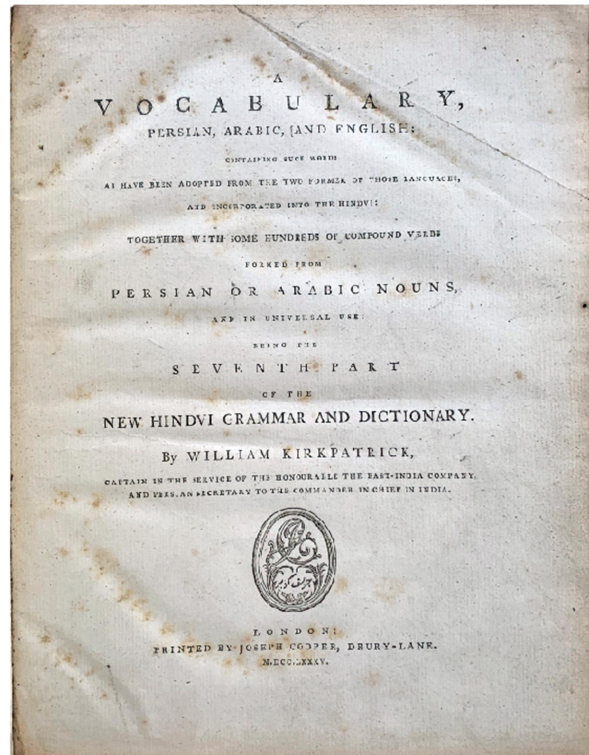 A
VOCABULARY,
PERSIAN, ARABIC, AND ENGLISH;
CONTAINING SUCH WORDS
AS HAVE BEEN ADOPTED FROM THE TWO FORMER OF THOSE LANGUAGES,
AND INCORPORATED INTO THE HINDVI:
TOGETHER WITH SOME HUNDREDS OF COMPOUND VERBS
FORMED FROM
PERSIAN OR ARABIC NOUNS,
AND IN UNIVERSAL USE:
BEING THE
SEVENTH PART
OF THE
NEW HINDVI GRAMMAR AND DICTIONARY.
By WILLIAM KIRKPATRICK,
CAPTAIN IN THE SERVICE OF THE HONOURABLE THE EAST-INDIA COMPANY,
AND PERSIAN SECRETARY TO THE COMMANDER IN CHIEF IN INDIA.
LONDON:
PRINTED BY JOSEPH COOPER, DRURY-LANE.
M.DCC.LXXXV.